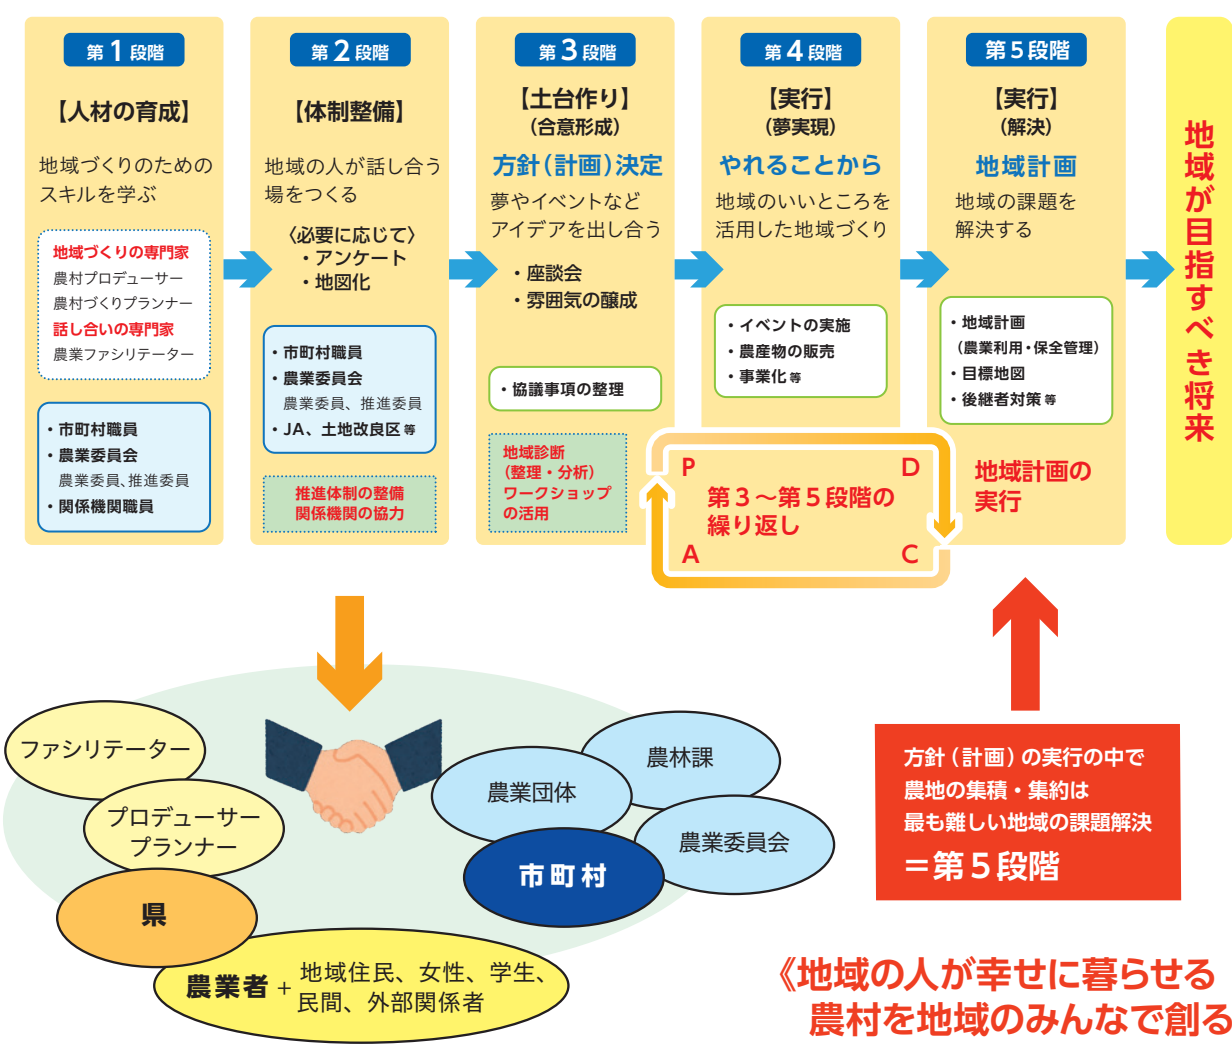 第1段階
【人材の育成】
地域づくりのための
スキルを学ぶ
地域づくりの専門家
農村プロデューサー
農村づくりプランナー
話し合いの専門家
農業ファシリテーター
・市町村職員
・農業委員会
農業委員、推進委員
・関係機関職員
第2段階
【体制整備】
地域の人が話し合う
場をつくる
〈必要に応じて〉
・アンケート
・地図化
・市町村職員
・農業委員会
農業委員、推進委員
・JA、土地改良区 等
推進体制の整備
関係機関の協力
第3段階
【土台作り】
(合意形成)
方針(計画)決定
夢やイベントなど
アイデアを出し合う
・座談会
・雰囲気の醸成
・協議事項の整理
地域診断
(整理・分析)
ワークショップ
の活用
第4段階
【実行】
(夢実現)
やれることから
地域のいいところを
活用した地域づくり
・イベントの実施
・農産物の販売
・事業化 等
第5段階
【実行】
(解決)
地域計画
地域の課題を
解決する
・地域計画
(農業利用・保全管理)
・目標地図
・後継者対策 等
地域計画の
実行
P
D
第3~第5段階の
繰り返し
A
C
地域が目指すべき将来
ファシリテーター
プロデューサー
プランナー
県
農業者 + 地域住民、女性、学生、
民間、外部関係者
農業団体
農林課
農業委員会
市町村
方針(計画)の実行の中で
農地の集積・集約は
最も難しい地域の課題解決
=第5段階
《地域の人が幸せに暮らせる
農村を地域のみんなで創る